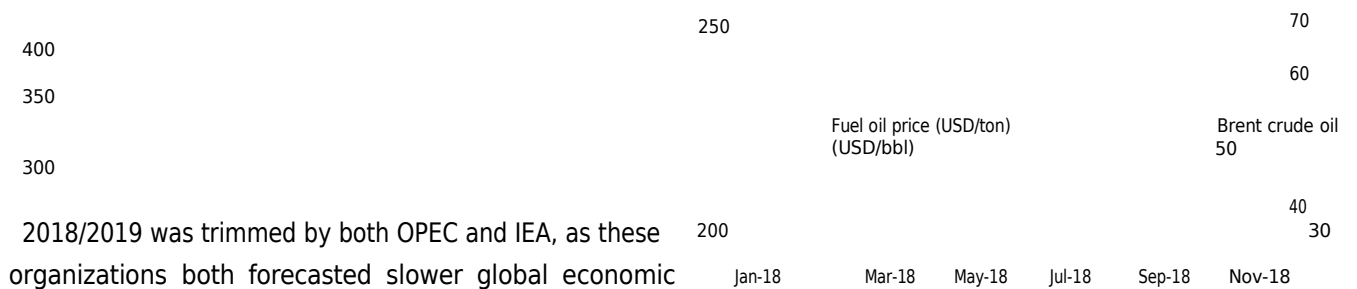 250
70
400
60
350
Fuel oil price (USD/ton) Brent crude oil
(USD/bbl) 50
300
40
2018/2019 was trimmed by both OPEC and IEA, as these 200 30
organizations both forecasted slower global economic Jan-18 Mar-18 May-18 Jul-18 Sep-18 Nov-18